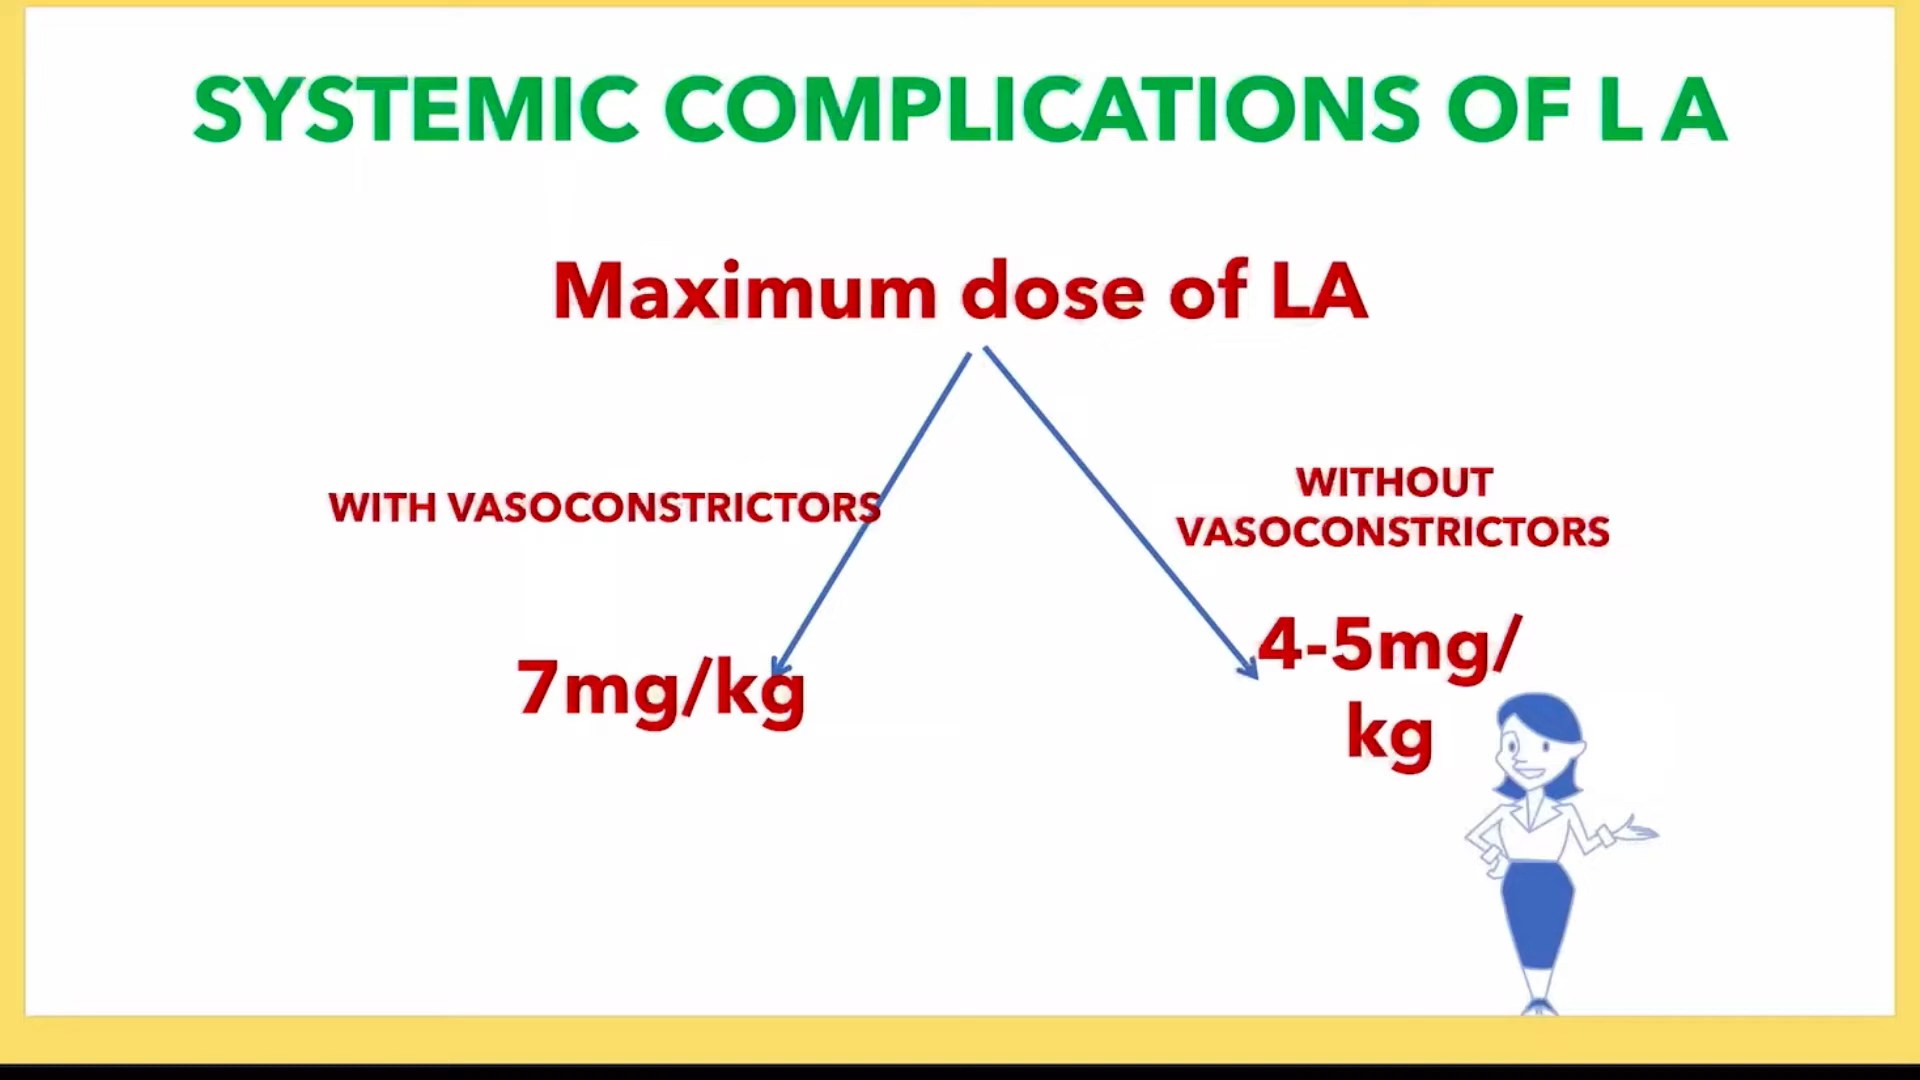 SYSTEMIC COMPLICATIONS OF L A
Maximum dose of LA
WITH VASOCONSTRICTORS
7mg/kg
WITHOUT
VASOCONSTRICTORS
4-5mg/
kg